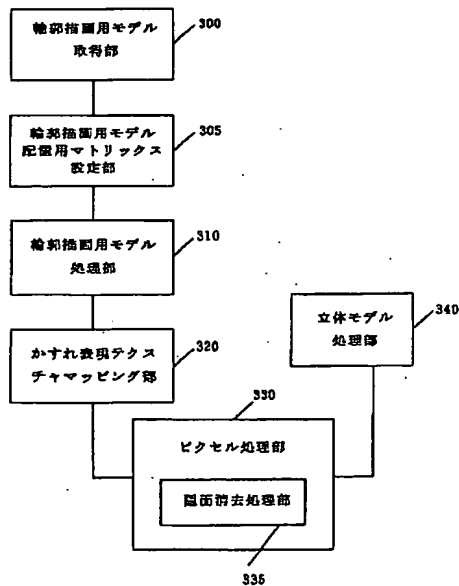 輪郭描画用モデル
取得部
300
輪郭描画用モデル
配置用マトリックス
設定部
305
輪郭描画用モデル
処理部
310
かすれ表現テクス
チャマッピング部
320
立体モデル
処理部
340
330
ピクセル処理部
隠面消去処理部
335